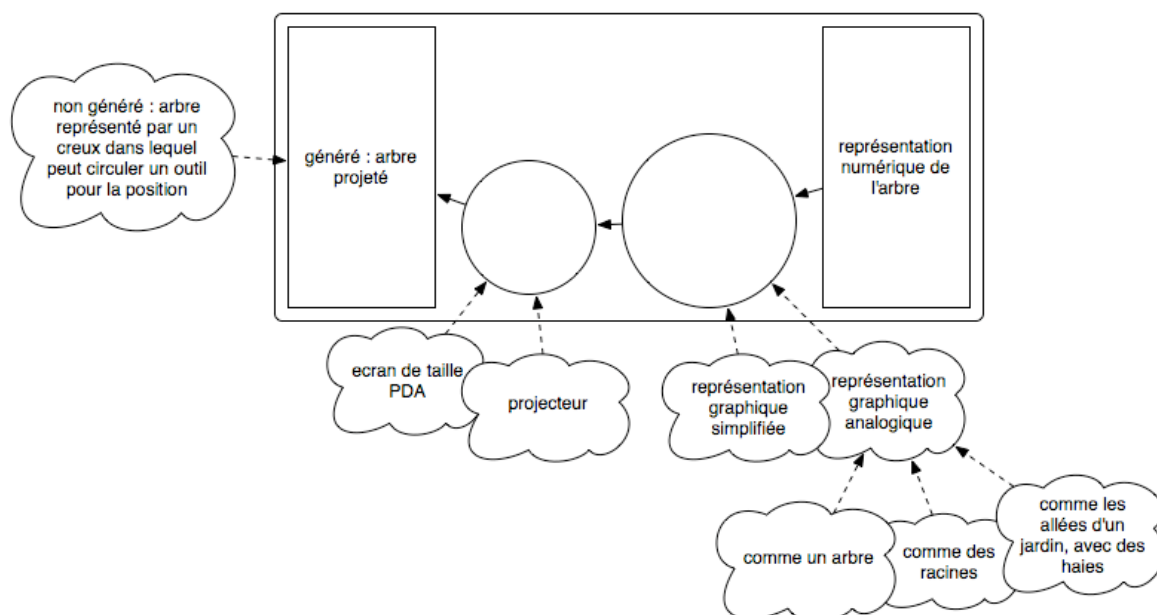 non généré : arbre
représenté par un
creux dans lequel
peut circuler un outil
pour la position
généré : arbre
projeté
représentation
numérique de
l'arbre
ecran de taille
PDA
projecteur
représentation
graphique
simplifiée
représentation
graphique
analogique
comme un arbre
comme des
racines
comme les
allées d'un
jardin, avec des
haies